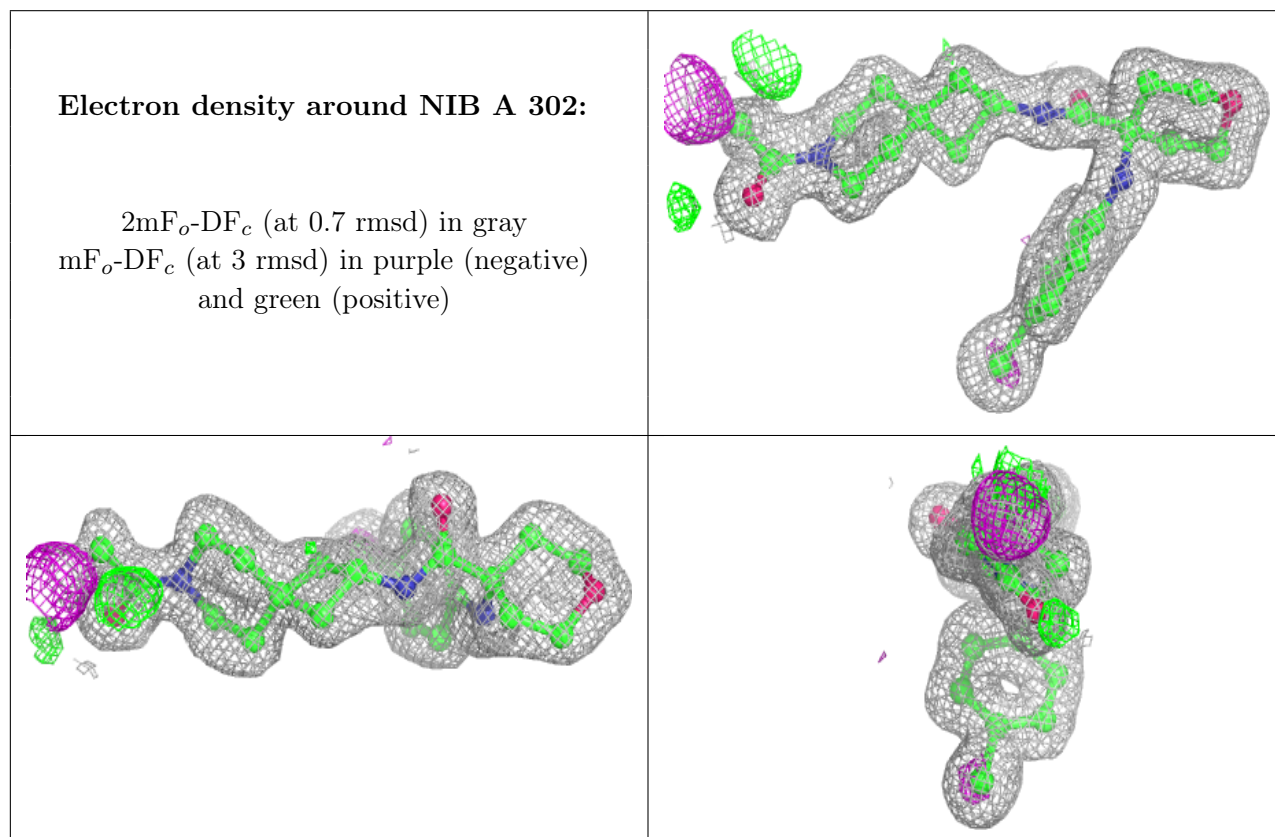 Electron density around NIB A 302:
2mFo-DFc (at 0.7 rmsd) in gray
mFo-DFc (at 3 rmsd) in purple (negative)
and green (positive)